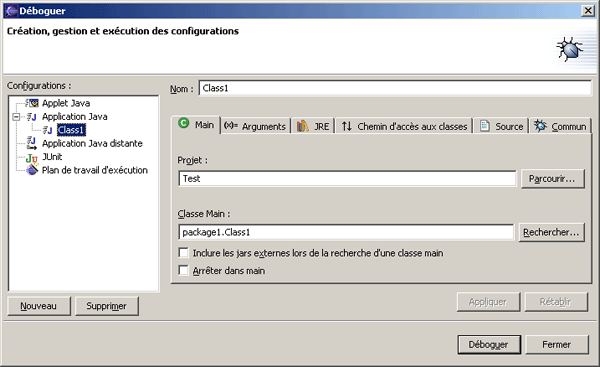 Déboguer
Création, gestion et exécution des configurations
Configurations :
Applet Java
Application Java
Class1
Application Java distante
JUnit
Plan de travail d'exécution
Nouveau
Supprimer
Nom :
Class1
Main
(x)= Arguments
JRE
Chemin d'accès aux classes
Source
Commun
Projet :
Test
Parcourir...
Classe Main :
package1.Class1
Rechercher...
Inclure les jars externes lors de la recherche d'une classe main
Arrêter dans main
Appliquer
Rétablir
Déboguer
Fermer